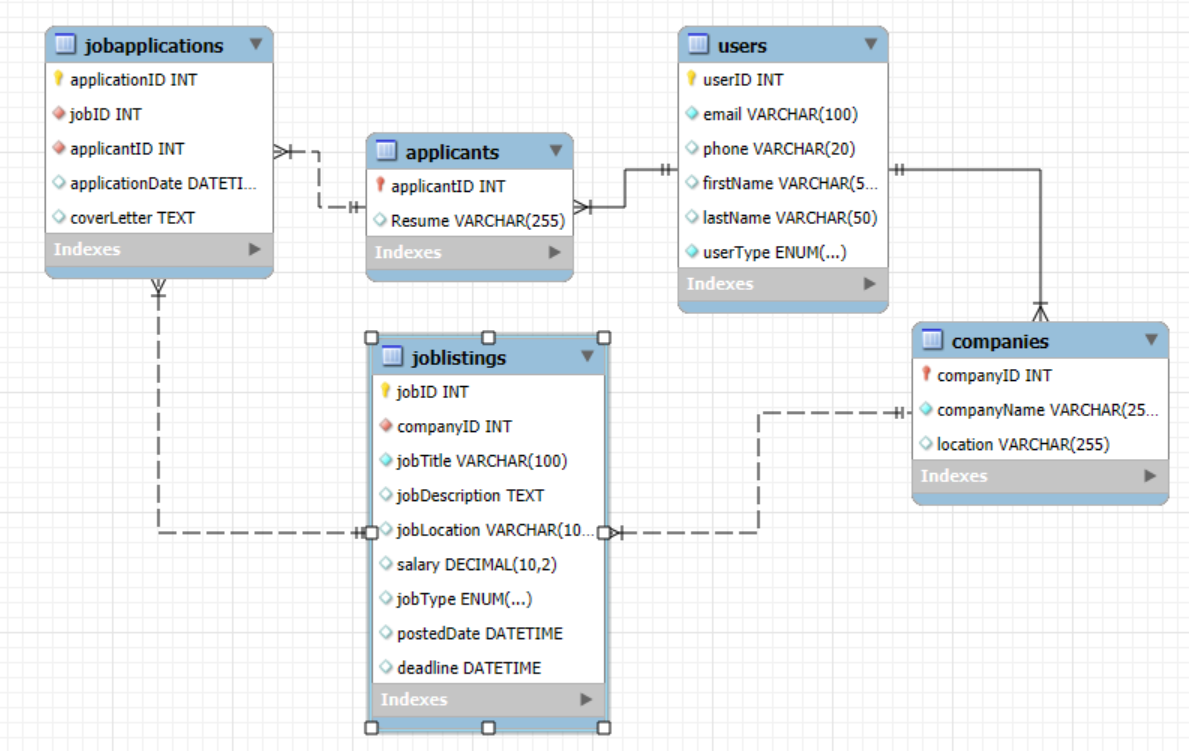 jobapplications
applicationID INT
jobID INT
applicantID INT
applicationDate DATETI...
coverLetter TEXT
Indexes
applicants
applicantID INT
Resume VARCHAR(255)
Indexes
users
userID INT
email VARCHAR(100)
phone VARCHAR(20)
firstName VARCHAR(5...
lastName VARCHAR(50)
userType ENUM(...)
Indexes
joblistings
jobID INT
companyID INT
jobTitle VARCHAR(100)
jobDescription TEXT
jobLocation VARCHAR(10...
salary DECIMAL(10,2)
jobType ENUM(...)
postedDate DATETIME
deadline DATETIME
Indexes
companies
companyID INT
companyName VARCHAR(25...
location VARCHAR(255)
Indexes